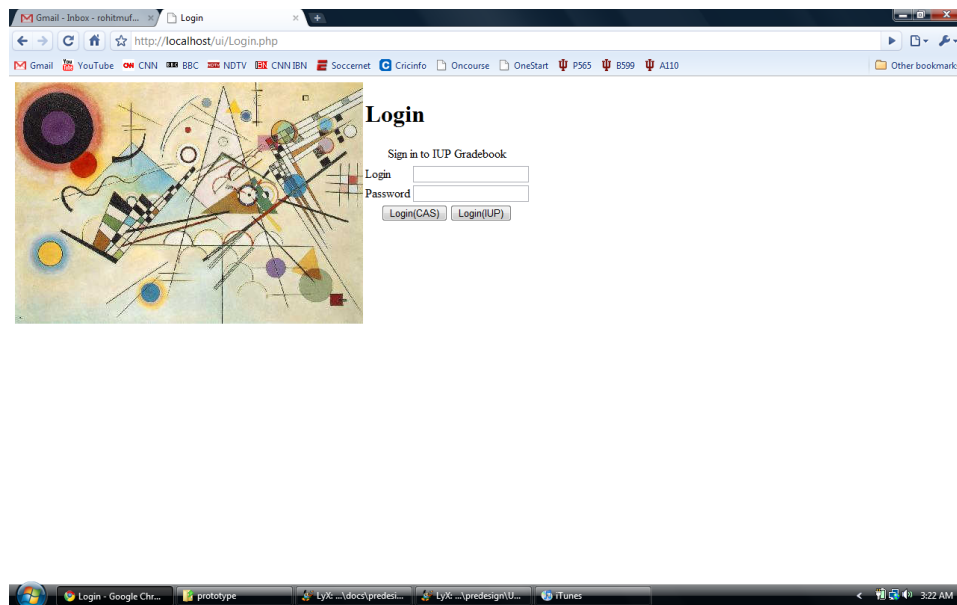 Gmail - Inbox - rohitmuf...
Login
http://localhost/ui/Login.php
Gmail YouTube CNN BBC NDTV CNN IBN Soccernet Cricinfo Oncourse OneStart P565 B599 A110 Other bookmark
Login
Sign in to IUP Gradebook
Login
Password
Login(CAS) Login(IUP)
Login - Google Chr... prototype LyX: ...\docs\predesi... LyX: ...\predesign\U... iTunes 3:22 AM